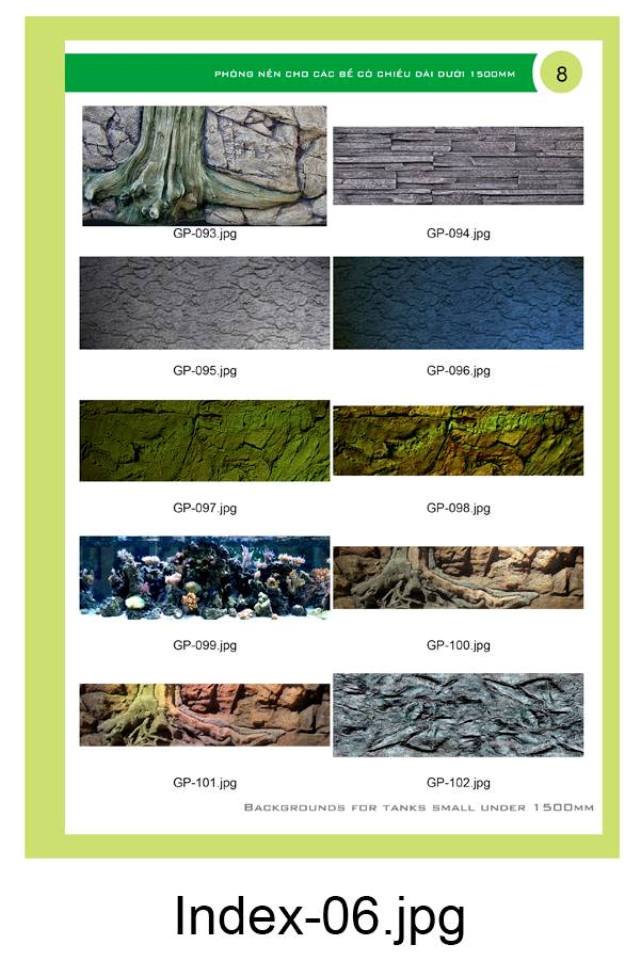 PHÔNG NỀN CHO CÁC BỂ CÓ CHIỀU DÀI DƯỚI 1500MM
8
GP-093.jpg
GP-094.jpg
GP-095.jpg
GP-096.jpg
GP-097.jpg
GP-098.jpg
GP-099.jpg
GP-100.jpg
GP-101.jpg
GP-102.jpg
BACKGROUNDS FOR TANKS SMALL UNDER 1500MM
Index-06.jpg